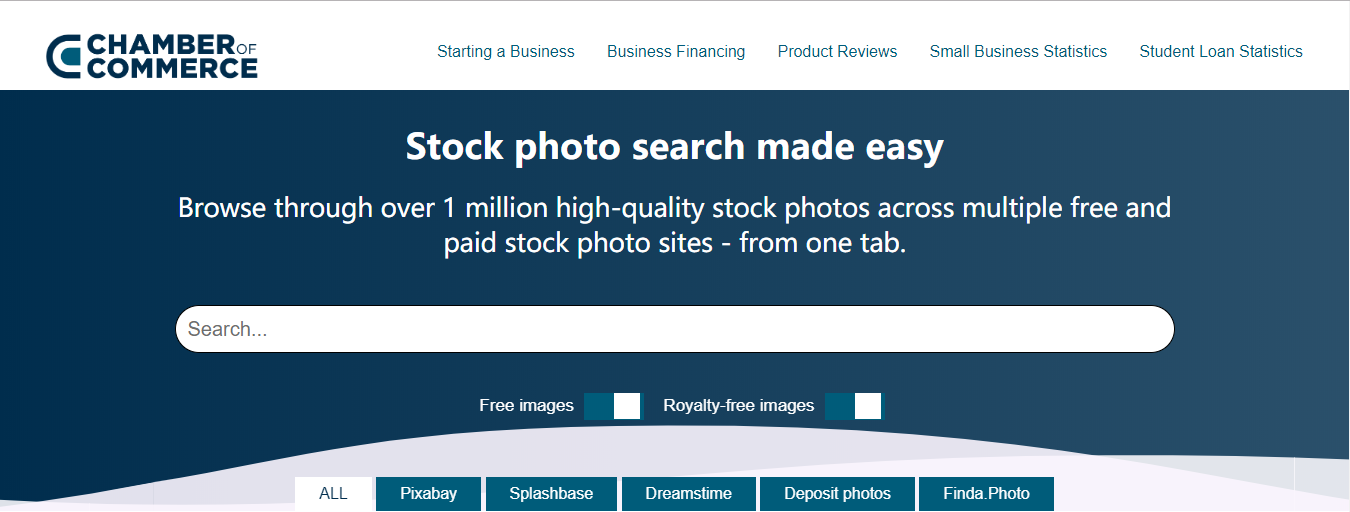 CHAMBER OF
COMMERCE
Starting a Business Business Financing Product Reviews Small Business Statistics Student Loan Statistics
Stock photo search made easy
Browse through over 1 million high-quality stock photos across multiple free and
paid stock photo sites - from one tab.
Search...
Free images Royalty-free images
ALL Pixabay Splashbase Dreamstime Deposit photos Finda.Photo